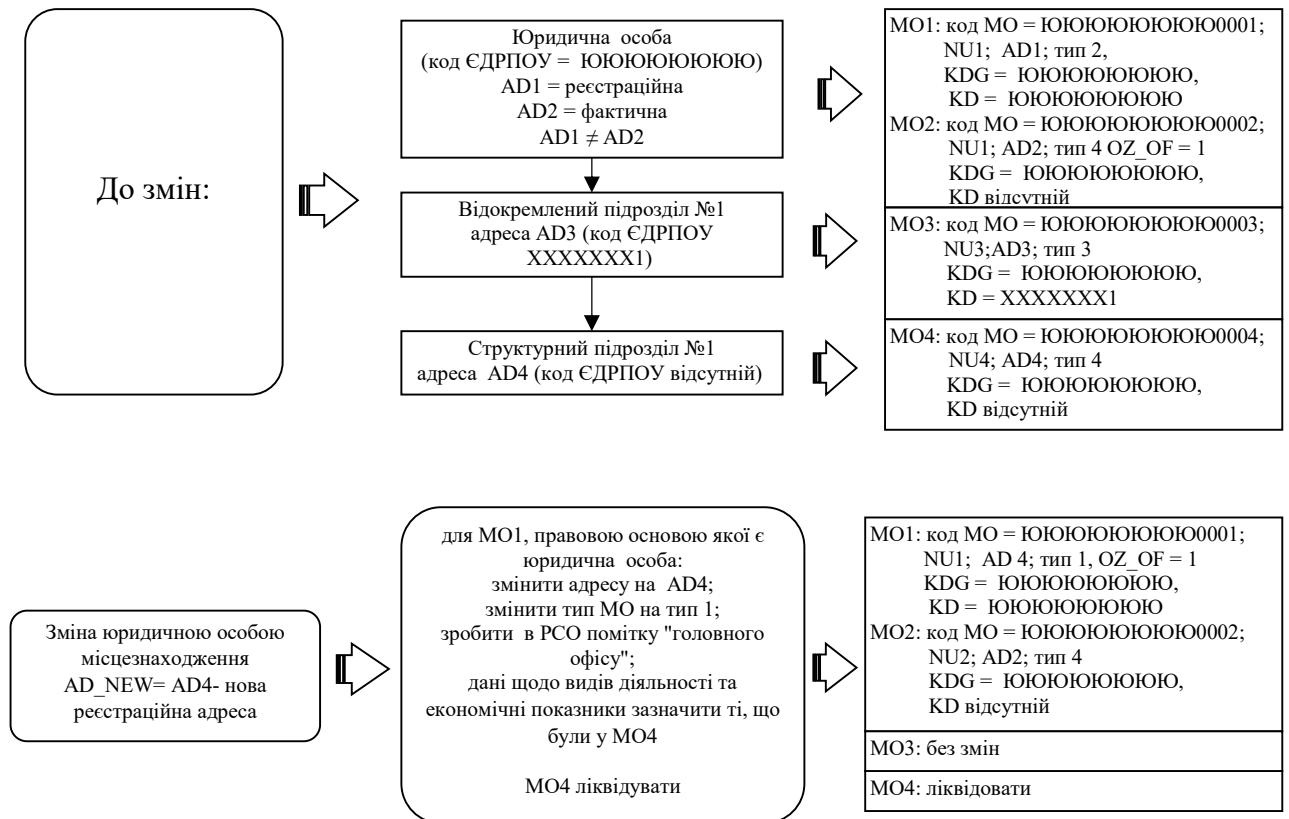 До змін:
Юридична особа
(код ЄДРПОУ = ЮЮЮЮЮЮЮЮ)
AD1 = реєстраційна
AD2 = фактична
AD1 ≠ AD2
МО1: код МО = ЮЮЮЮЮЮЮЮ0001;
NU1; AD1; тип 2,
KDG = ЮЮЮЮЮЮЮЮ,
KD = ЮЮЮЮЮЮЮЮ
МО2: код МО = ЮЮЮЮЮЮЮЮ0002;
NU1; AD2; тип 4 OZ_OF = 1
KDG = ЮЮЮЮЮЮЮЮ,
KD відсутній
Відокремлений підрозділ №1
адреса AD3 (код ЄДРПОУ
ХХХХХХХ1)
МО3: код МО = ЮЮЮЮЮЮЮЮ0003;
NU3;AD3; тип 3
KDG = ЮЮЮЮЮЮЮЮ,
KD = ХХХХХХХ1
Структурний підрозділ №1
адреса AD4 (код ЄДРПОУ відсутній)
МО4: код МО = ЮЮЮЮЮЮЮЮ0004;
NU4; AD4; тип 4
KDG = ЮЮЮЮЮЮЮЮ,
KD відсутній
Зміна юридичною особою
місцезнаходження
AD_NEW= AD4- нова
реєстраційна адреса
для МО1, правовою основою якої є
юридична особа:
змінити адресу на AD4;
змінити тип МО на тип 1;
зробити в РСО помітку "головного
офісу";
дані щодо видів діяльності та
економічні показники зазначити ті, що
були у МО4
МО4 ліквідувати
МО1: код МО = ЮЮЮЮЮЮЮЮ0001;
NU1; AD 4; тип 1, OZ_OF = 1
KDG = ЮЮЮЮЮЮЮЮ,
KD = ЮЮЮЮЮЮЮЮ
МО2: код МО = ЮЮЮЮЮЮЮЮ0002;
NU2; AD2; тип 4
KDG = ЮЮЮЮЮЮЮЮ,
KD відсутній
МО3: без змін
МО4: ліквідовати